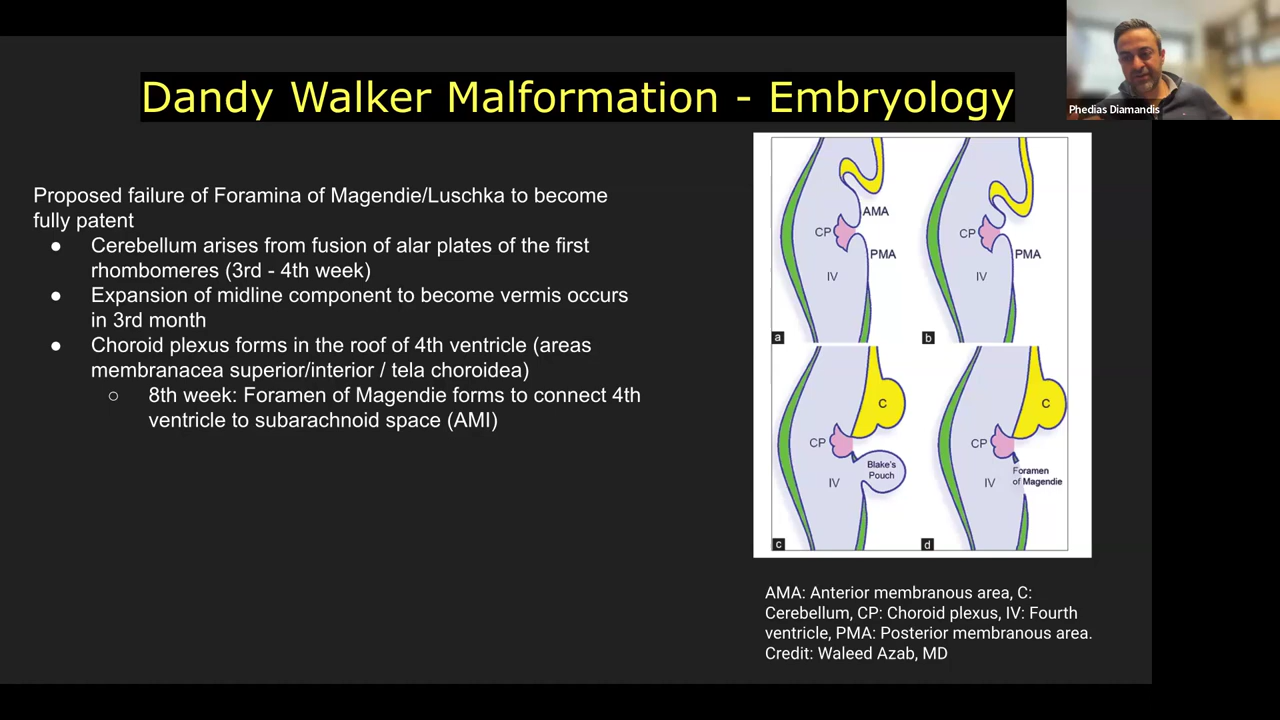 Phedias Diamandis
Dandy Walker Malformation - Embryology
Proposed failure of Foramina of Magendie/Luschka to become
fully patent
● Cerebellum arises from fusion of alar plates of the first
rhombomeres (3rd - 4th week)
● Expansion of midline component to become vermis occurs
in 3rd month
● Choroid plexus forms in the roof of 4th ventricle (areas
membranacea superior/interior / tela choroidea)
○ 8th week: Foramen of Magendie forms to connect 4th
ventricle to subarachnoid space (AMI)
AMA
CP
PMA
IV
a
CP
PMA
IV
b
C
CP
Blake's
Pouch
IV
c
C
CP
Foramen
of Magendie
IV
d
AMA: Anterior membranous area, C:
Cerebellum, CP: Choroid plexus, IV: Fourth
ventricle, PMA: Posterior membranous area.
Credit: Waleed Azab, MD